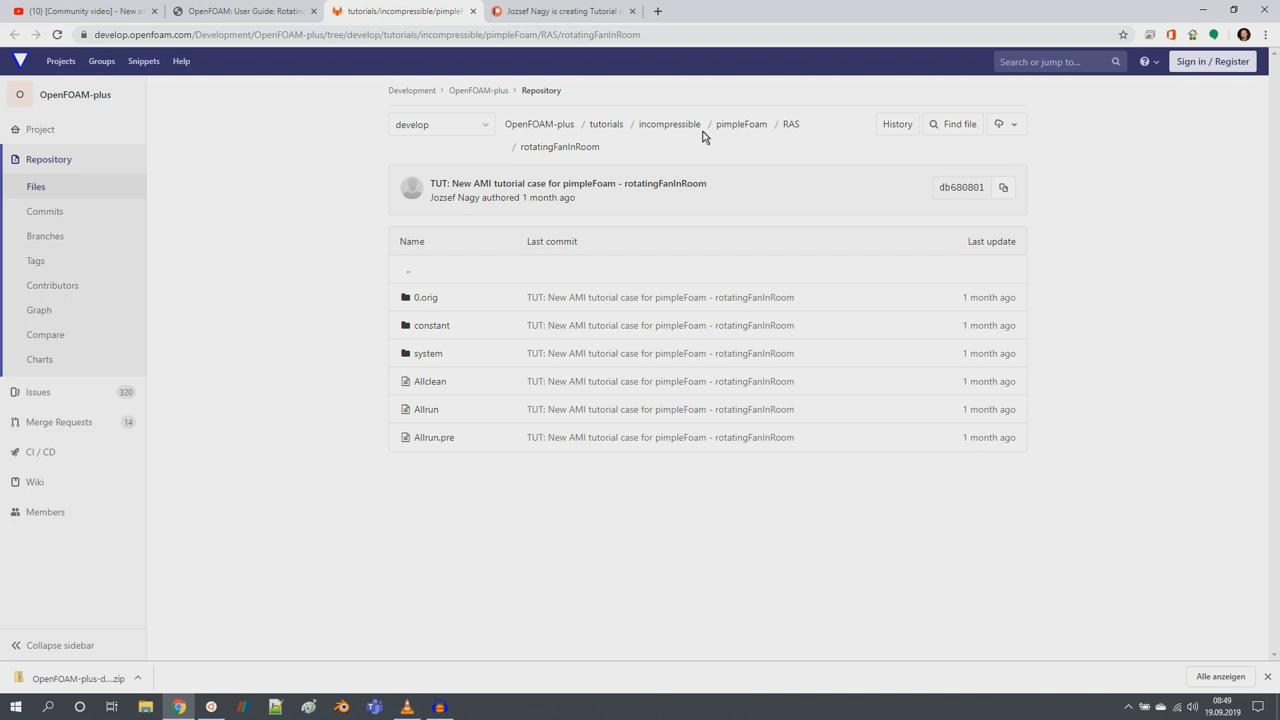 (10) [Community video] - New of
OpenFOAM: User Guide: Rotating
tutorials/incompressible/pimpleF
Jozsef Nagy is creating Tutorial c
develop.openfoam.com/Development/OpenFOAM-plus/tree/develop/tutorials/incompressible/pimpleFoam/RAS/rotatingFanInRoom
Projects Groups Snippets Help
Search or jump to...
Sign in / Register
O OpenFOAM-plus
Project
Repository
Files
Commits
Branches
Tags
Contributors
Graph
Compare
Charts
Issues 320
Merge Requests 14
CI / CD
Wiki
Members
Collapse sidebar
Development > OpenFOAM-plus > Repository
develop
OpenFOAM-plus / tutorials / incompressible / pimpleFoam / RAS
/ rotatingFanInRoom
History
Find file
TUT: New AMI tutorial case for pimpleFoam - rotatingFanInRoom
Jozsef Nagy authored 1 month ago
db680801
Name Last commit Last update
..
0.orig TUT: New AMI tutorial case for pimpleFoam - rotatingFanInRoom 1 month ago
constant TUT: New AMI tutorial case for pimpleFoam - rotatingFanInRoom 1 month ago
system TUT: New AMI tutorial case for pimpleFoam - rotatingFanInRoom 1 month ago
Allclean TUT: New AMI tutorial case for pimpleFoam - rotatingFanInRoom 1 month ago
Allrun TUT: New AMI tutorial case for pimpleFoam - rotatingFanInRoom 1 month ago
Allrun.pre TUT: New AMI tutorial case for pimpleFoam - rotatingFanInRoom 1 month ago
OpenFOAM-plus-d....zip
Alle anzeigen
08:49
19.09.2019